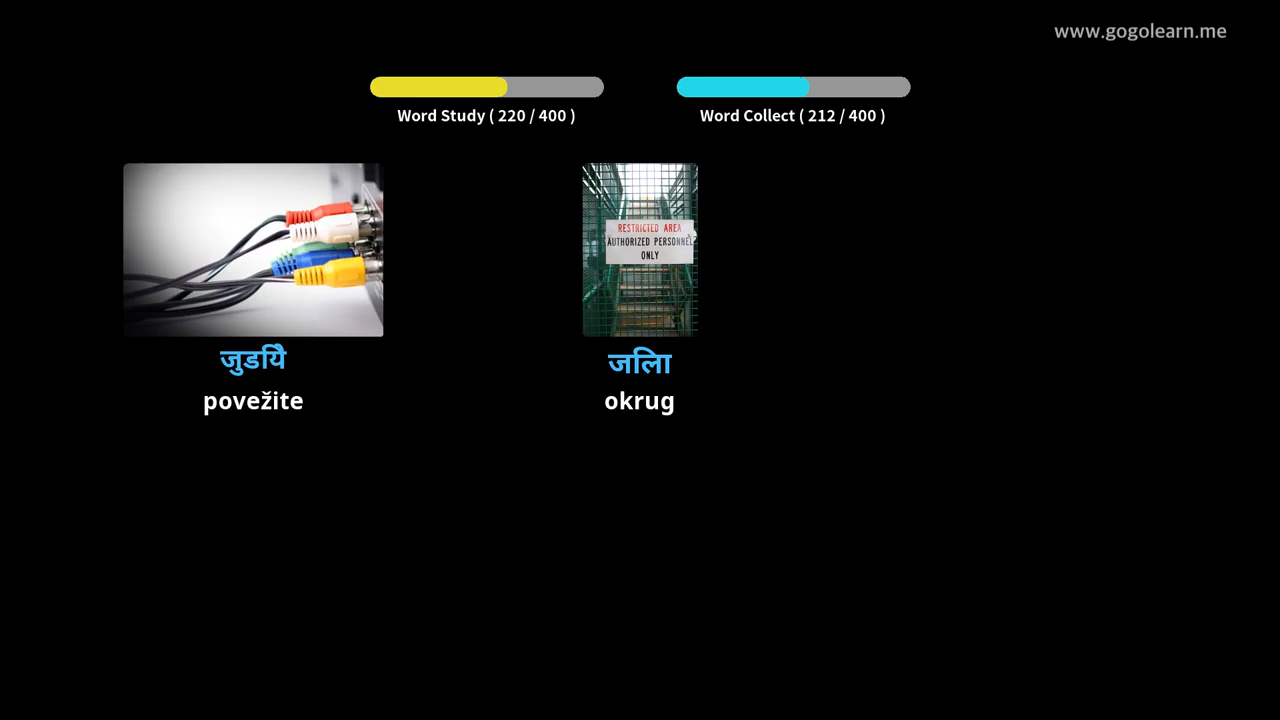 www.gogolearn.me
Word Study ( 220 / 400 )
Word Collect ( 212 / 400 )
RESTRICTED AREA
AUTHORIZED PERSONNEL
ONLY
जुडयिे
povežite
जलिा
okrug